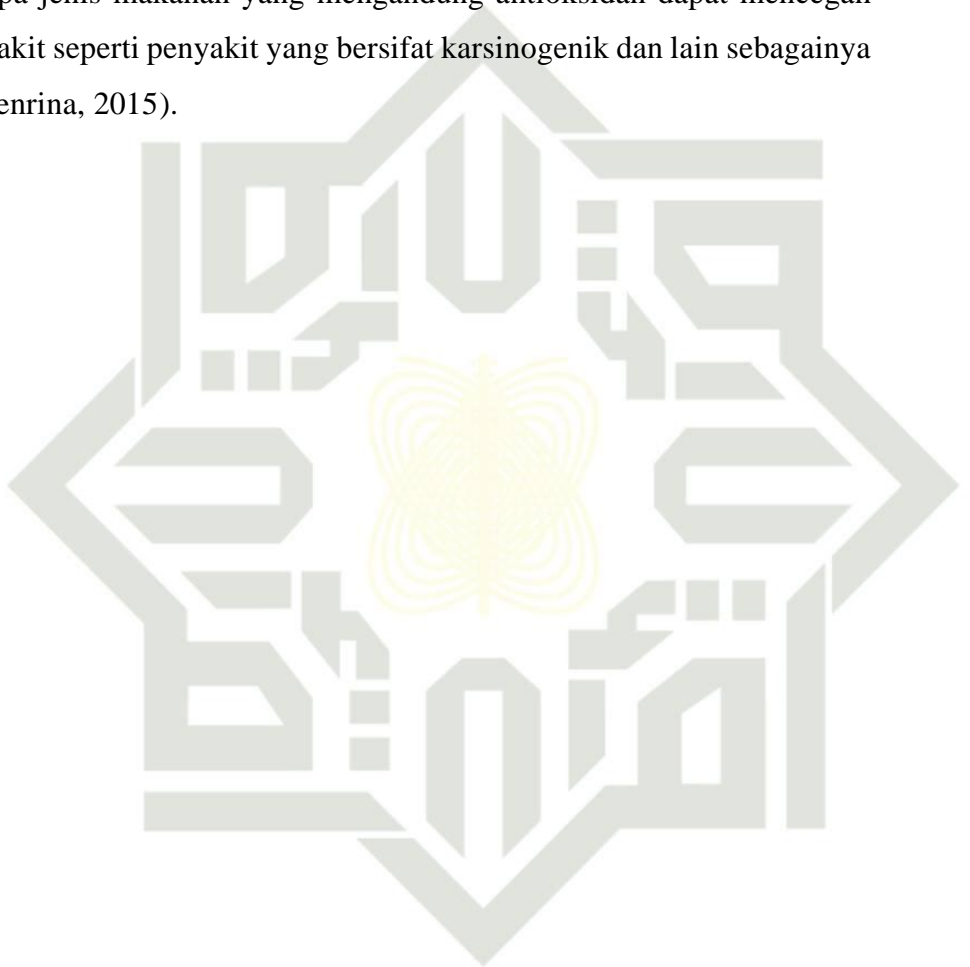 pa jenis makanan yang mengandung antioksidan dapat mencegah
akit seperti penyakit yang bersifat karsinogenik dan lain sebagainya
enrina, 2015).